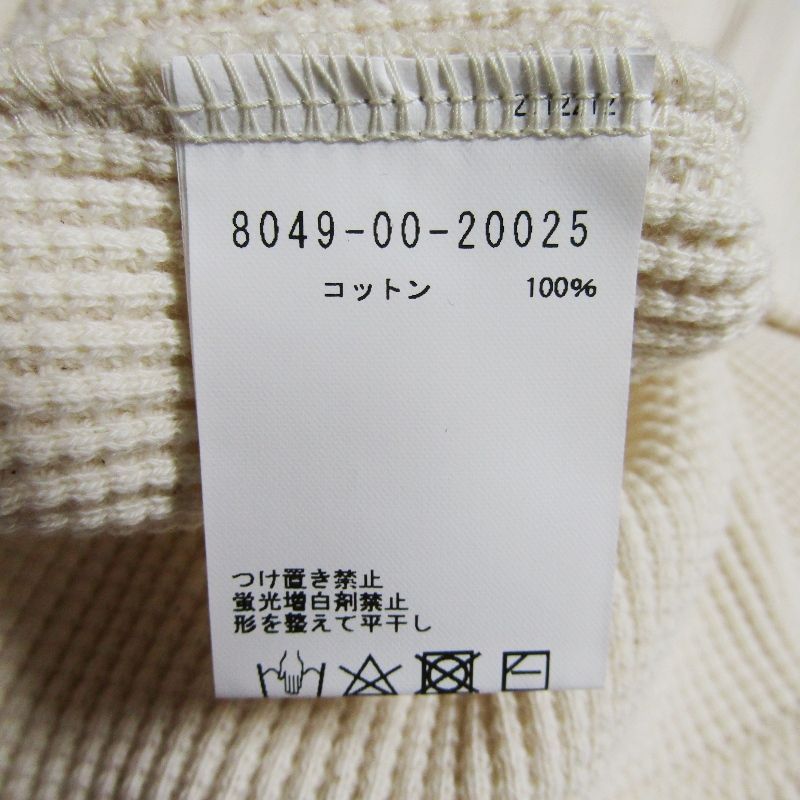 8049-00-20025
コットン 100%
つけ置き禁止
蛍光増白剤禁止
形を整えて平干し